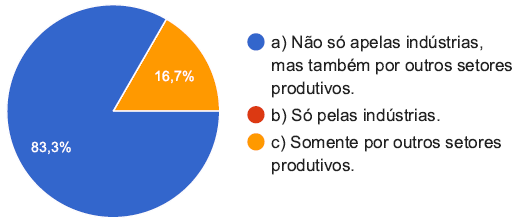 a) Não só apelas indústrias,
mas também por outros setores
produtivos.
b) Só pelas indústrias.
c) Somente por outros setores
produtivos.
16,7%
83,3%